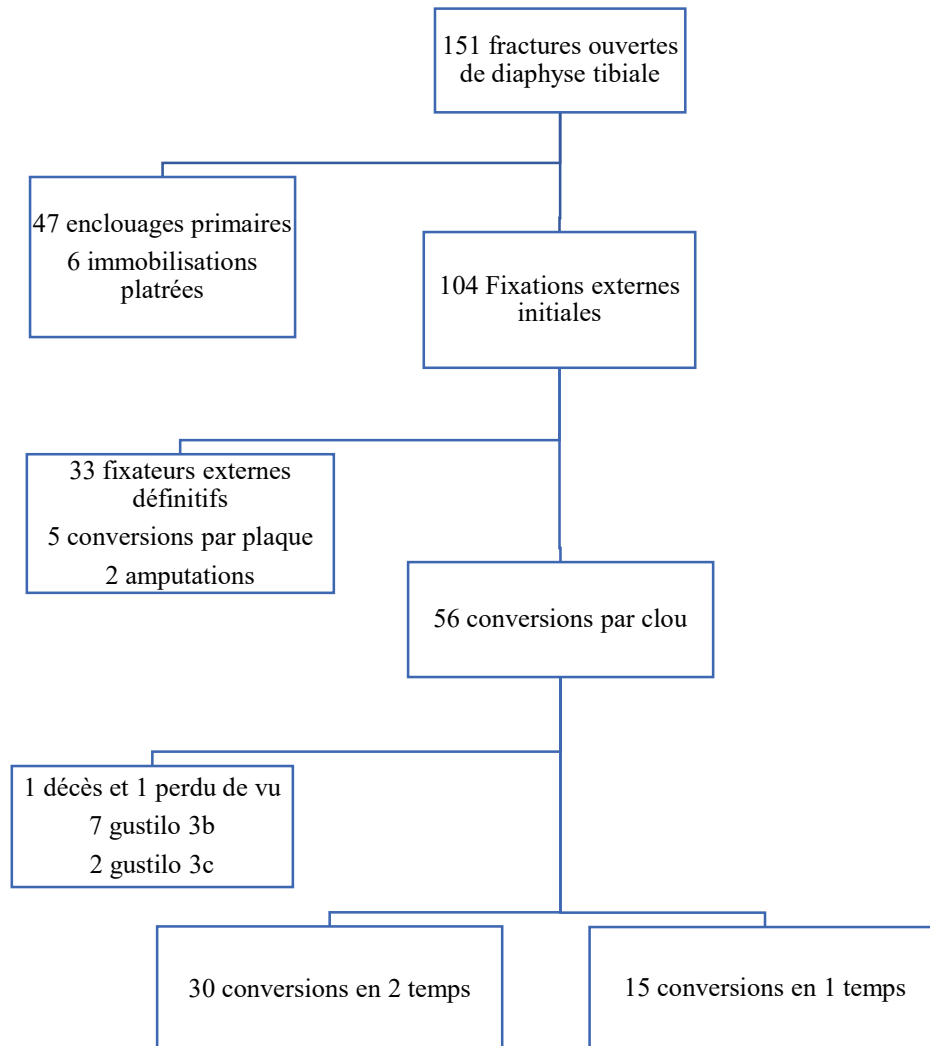 151 fractures ouvertes
de diaphyse tibiale
47 enclouages primaires
6 immobilisations
platrées
104 Fixations externes
initiales
33 fixateurs externes
définitifs
5 conversions par plaque
2 amputations
56 conversions par clou
1 décès et 1 perdu de vu
7 gustilo 3b
2 gustilo 3c
30 conversions en 2 temps
15 conversions en 1 temps